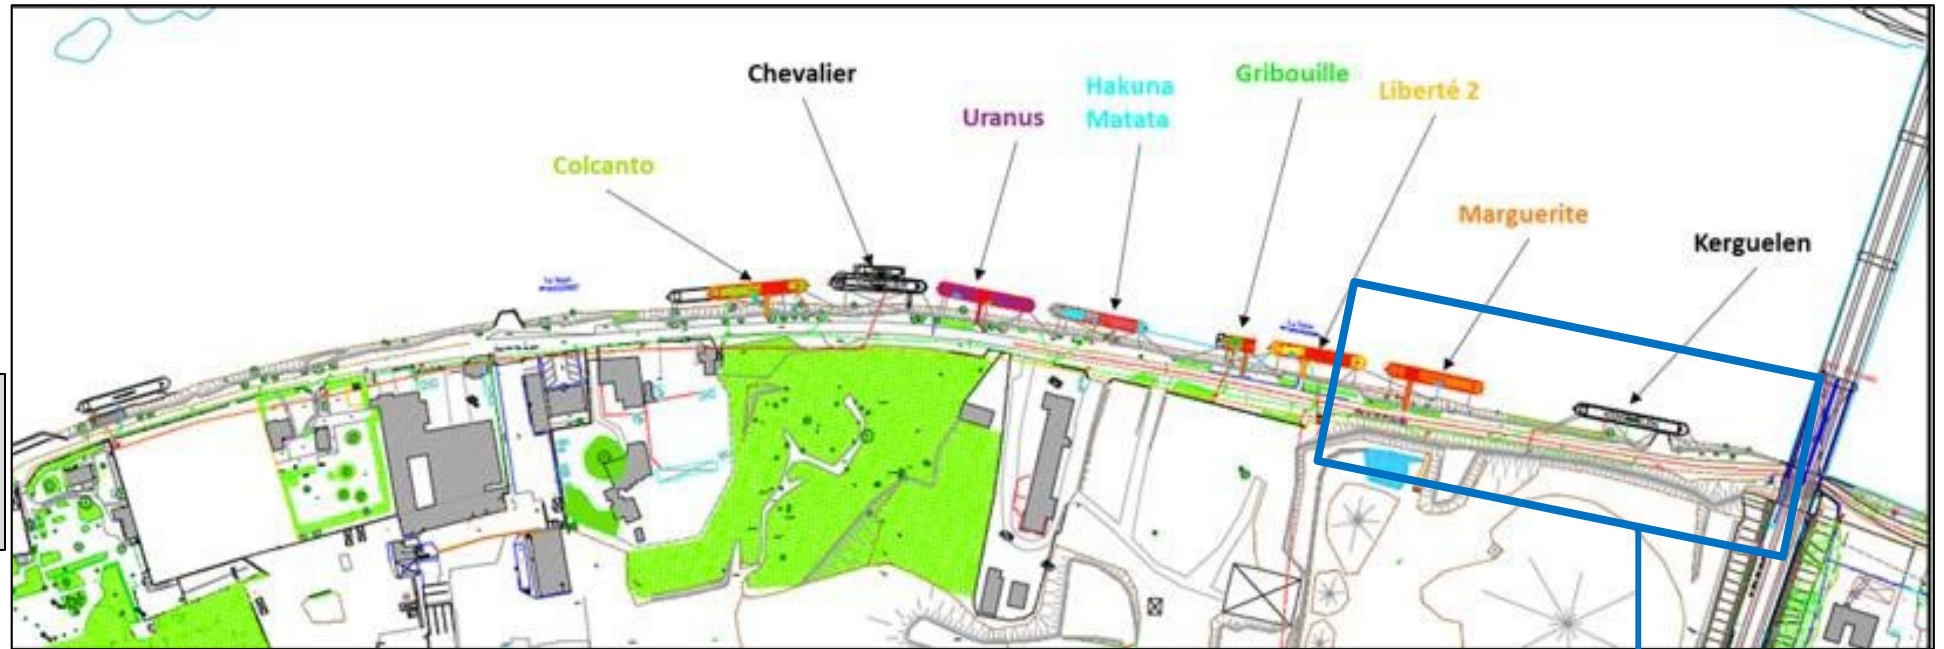 Chevalier
Gribouille
Hakuna
Matata
Liberté 2
Uranus
Colcanto
Marguerite
Kerguelen